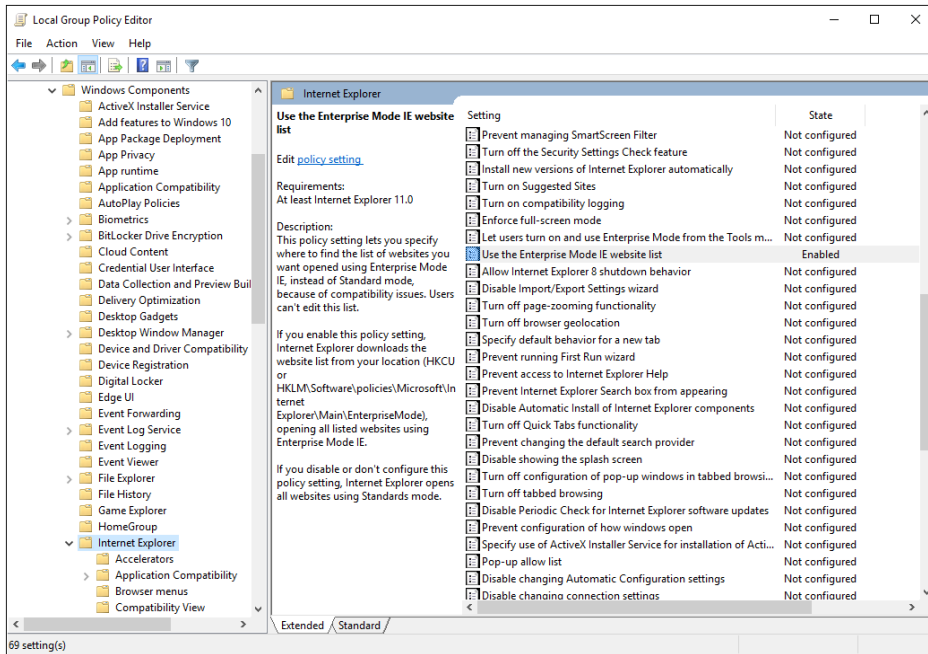 Local Group Policy Editor
File Action View Help
Windows Components
ActiveX Installer Service
Add features to Windows 10
App Package Deployment
App Privacy
App runtime
Application Compatibility
AutoPlay Policies
Biometrics
BitLocker Drive Encryption
Cloud Content
Credential User Interface
Data Collection and Preview Buil
Delivery Optimization
Desktop Gadgets
Desktop Window Manager
Device and Driver Compatibility
Device Registration
Digital Locker
Edge UI
Event Forwarding
Event Log Service
Event Logging
Event Viewer
File Explorer
File History
Game Explorer
HomeGroup
Internet Explorer
Accelerators
Application Compatibility
Browser menus
Compatibility View
Internet Explorer
Use the Enterprise Mode IE website
list
Edit policy setting
Requirements:
At least Internet Explorer 11.0
Description:
This policy setting lets you specify
where to find the list of websites you
want opened using Enterprise Mode
IE, instead of Standard mode,
because of compatibility issues. Users
can't edit this list.
If you enable this policy setting,
Internet Explorer downloads the
website list from your location (HKCU
or
HKLM\Software\policies\Microsoft\In
ternet
Explorer\Main\EnterpriseMode),
opening all listed websites using
Enterprise Mode IE.
If you disable or don't configure this
policy setting, Internet Explorer opens
all websites using Standards mode.
Setting State
Prevent managing SmartScreen Filter Not configured
Turn off the Security Settings Check feature Not configured
Install new versions of Internet Explorer automatically Not configured
Turn on Suggested Sites Not configured
Turn on compatibility logging Not configured
Enforce full-screen mode Not configured
Let users turn on and use Enterprise Mode from the Tools m... Not configured
Use the Enterprise Mode IE website list Enabled
Allow Internet Explorer 8 shutdown behavior Not configured
Disable Import/Export Settings wizard Not configured
Turn off page-zooming functionality Not configured
Turn off browser geolocation Not configured
Specify default behavior for a new tab Not configured
Prevent running First Run wizard Not configured
Prevent access to Internet Explorer Help Not configured
Prevent Internet Explorer Search box from appearing Not configured
Disable Automatic Install of Internet Explorer components Not configured
Turn off Quick Tabs functionality Not configured
Prevent changing the default search provider Not configured
Disable showing the splash screen Not configured
Turn off configuration of pop-up windows in tabbed browsi... Not configured
Turn off tabbed browsing Not configured
Disable Periodic Check for Internet Explorer software updates Not configured
Prevent configuration of how windows open Not configured
Specify use of ActiveX Installer Service for installation of Acti... Not configured
Pop-up allow list Not configured
Disable changing Automatic Configuration settings Not configured
Disable changing connection settings Not configured
Extended Standard
69 setting(s)